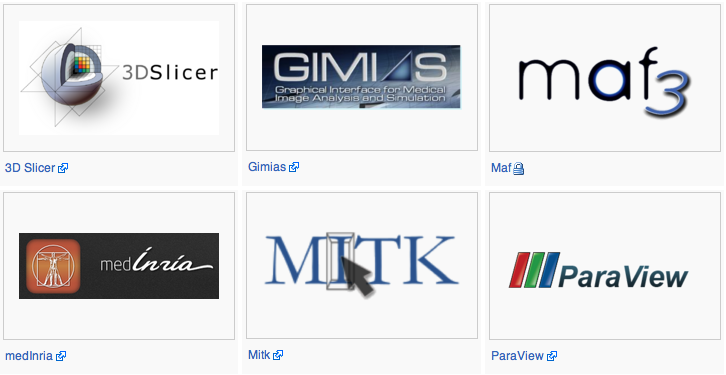 3DSlicer
GIMIAS
Graphical Interface for Medical
Image Analysis and Simulation
maf3
3D Slicer
Gimias
Maf
medInria
MITK
ParaView
medInria
Mitk
ParaView